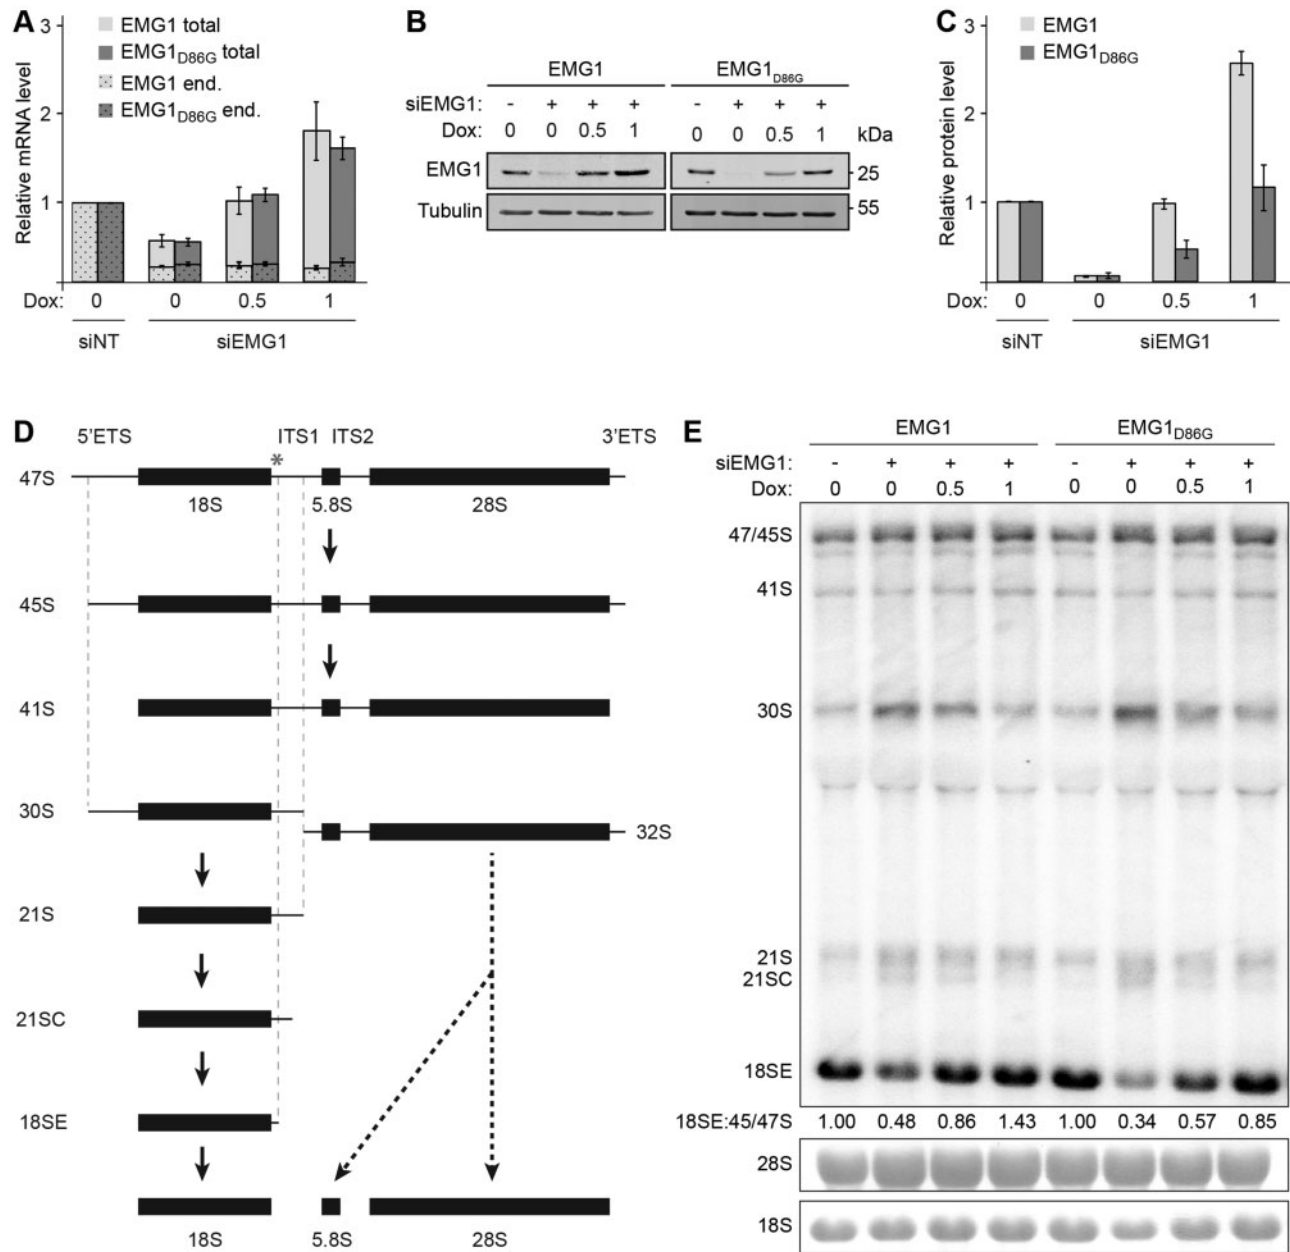 A
3
2
1
Relative mRNA level
EMG1 total
EMG1D86G total
EMG1 end.
EMG1D86G end.
Dox: 0 0 0.5 1
siNT siEMG1
B
EMG1 EMG1D86G
siEMG1: - + + + - + + +
Dox: 0 0 0.5 1 0 0 0.5 1 kDa
EMG1 -25
Tubulin -55
C
3
2
1
Relative protein level
EMG1
EMG1D86G
Dox: 0 0 0.5 1
siNT siEMG1
D
5'ETS ITS1 ITS2 3'ETS
*
47S
18S 5.8S 28S
45S
41S
30S
32S
21S
21SC
18SE
18S 5.8S 28S
E
EMG1 EMG1D86G
siEMG1: - + + + - + + +
Dox: 0 0 0.5 1 0 0 0.5 1
47/45S
41S
30S
21S
21SC
18SE
18SE:45/47S 1.00 0.48 0.86 1.43 1.00 0.34 0.57 0.85
28S
18S